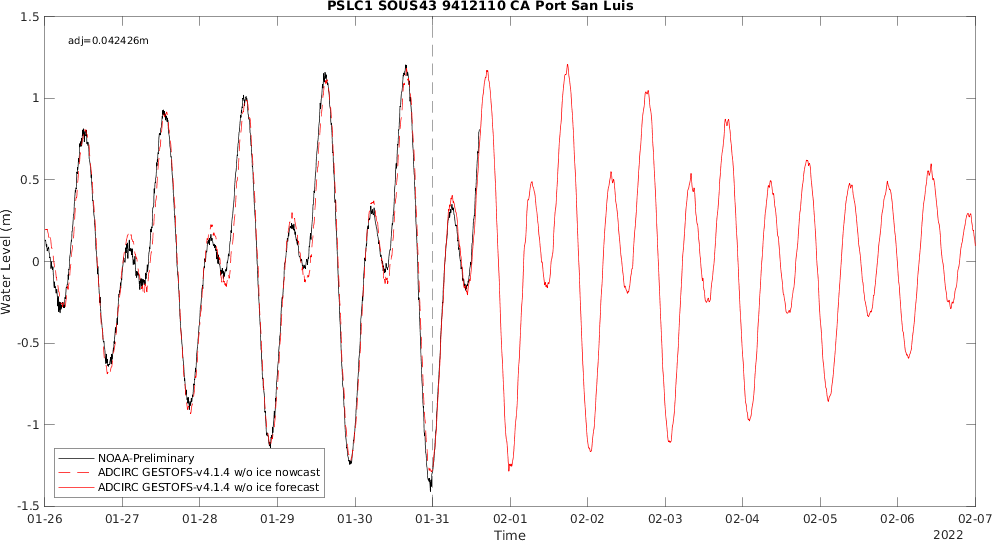 PSLC1 SOUS43 9412110 CA Port San Luis
adj=0.042426m
1.5
1
0.5
0
-0.5
-1
-1.5
Water Level (m)
NOAA-Preliminary
ADCIRC GESTOFS-v4.1.4 w/o ice nowcast
ADCIRC GESTOFS-v4.1.4 w/o ice forecast
01-26 01-27 01-28 01-29 01-30 01-31 02-01 02-02 02-03 02-04 02-05 02-06 02-07
Time
2022